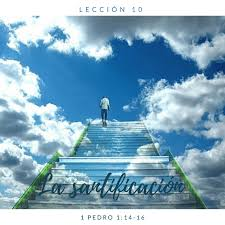 LECCIÓN 10
La santificación
1 PEDRO 1:14-16